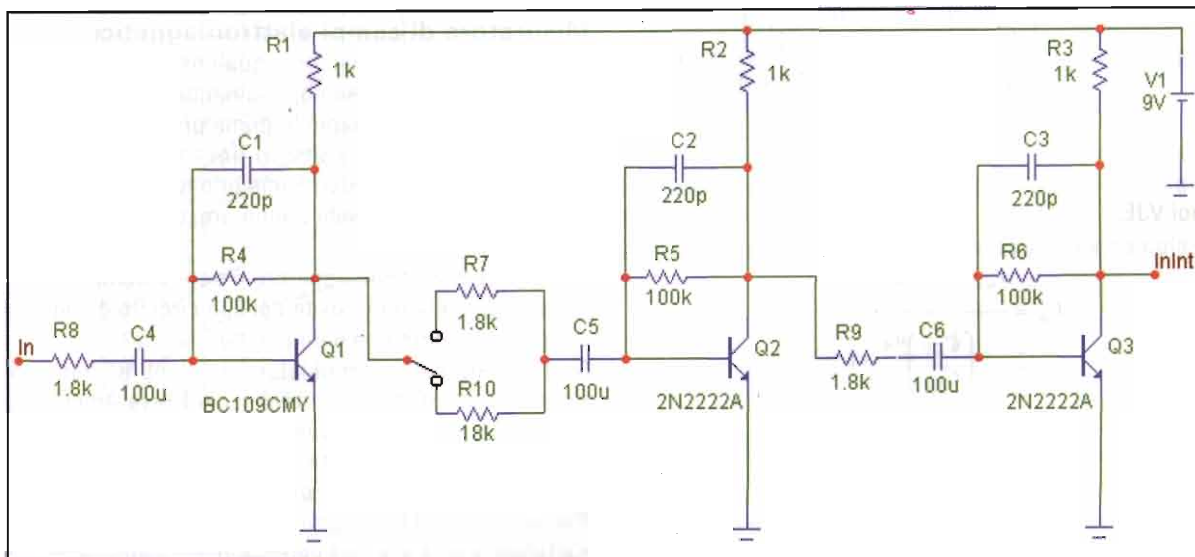 R1
1k
R2
1k
R3
1k
V1
9V
C1
220p
C2
220p
C3
220p
R4
100k
R7
1.8k
R5
100k
R6
100k
InInt
In
R8
1.8k
C4
100u
Q1
BC109CMY
R10
18k
C5
100u
Q2
2N2222A
R9
1.8k
C6
100u
Q3
2N2222A